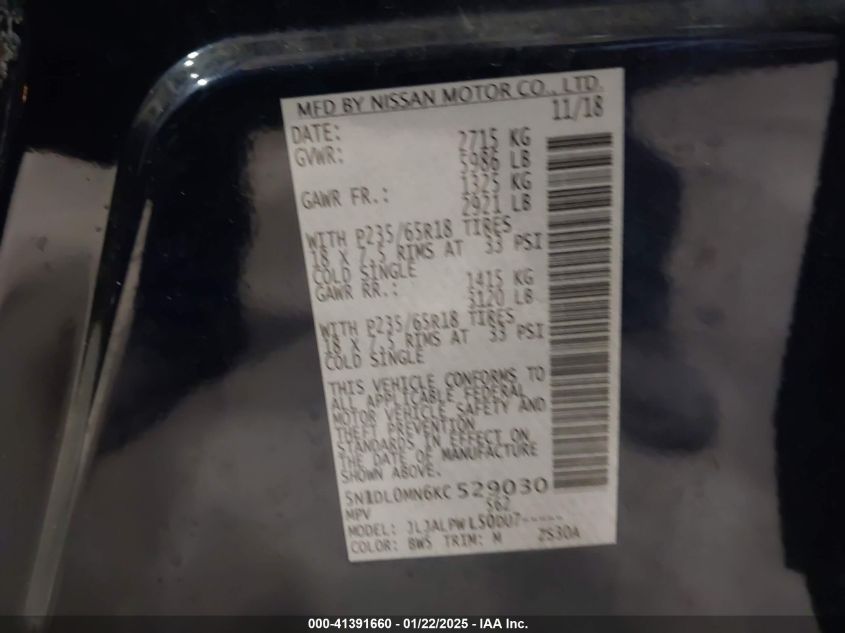 MFD BY NISSAN MOTOR CO., LTD.
DATE: 11/18
GVWR: 2715 KG
5986 LB
GAWR FR.: 1325 KG
2921 LB
WITH P235/65R18 TIRES
18 X 7.5 RIMS AT 33 PSI
COLD SINGLE
GAWR RR.: 1415 KG
3120 LB
WITH P235/65R18 TIRES
18 X 7.5 RIMS AT 33 PSI
COLD SINGLE
THIS VEHICLE CONFORMS TO
ALL APPLICABLE FEDERAL
MOTOR VEHICLE SAFETY AND
THEFT PREVENTION
STANDARDS IN EFFECT ON
THE DATE OF MANUFACTURE
SHOWN ABOVE.
5N1DL0MN6KC529030
MPV 562
MODEL: JLJALPWL50DU7-----
COLOR: BW5 TRIM: M 2S30A
000-41391660 - 01/22/2025 - IAA Inc.